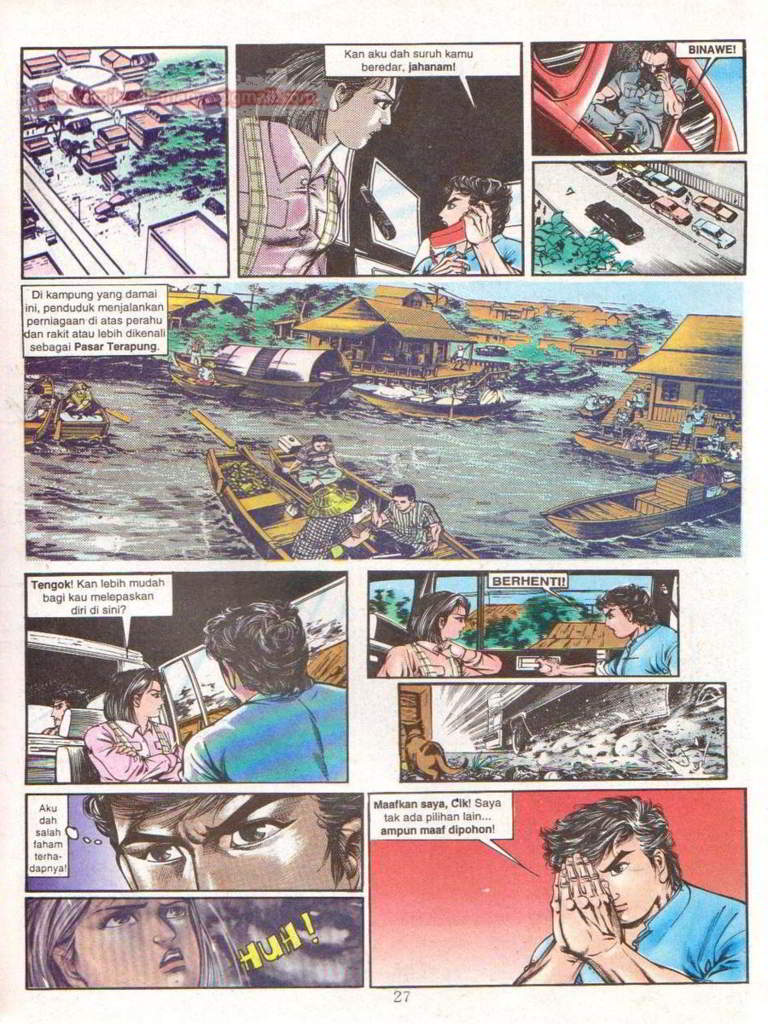 Kan aku dah suruh kamu
beredar, jahanam!
BINAWE!
Di kampung yang damai
ini, penduduk menjalankan
perniagaan di atas perahu
dan rakit atau lebih dikenali
sebagai Pasar Terapung.
Tengok! Kan lebih mudah
bagi kau melepaskan
diri di sini?
BERHENTI!
Aku
dah
salah
faham
terha-
dapnya!
Maafkan saya, Cik! Saya
tak ada pilihan lain...
ampun maaf dipohon!
HUH!
27